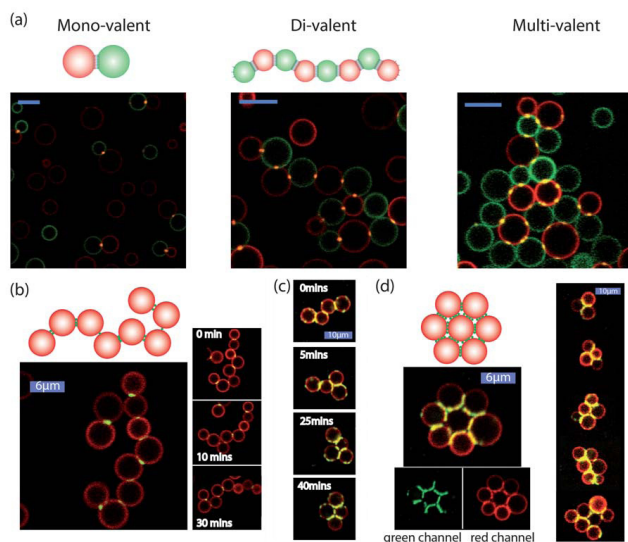 (a)
Mono-valent
Di-valent
Multi-valent
(b)
6μm
0 min
10 mins
30 mins
(c)
0mins
10μm
5mins
25mins
40mins
(d)
6μm
green channel
red channel
10μm